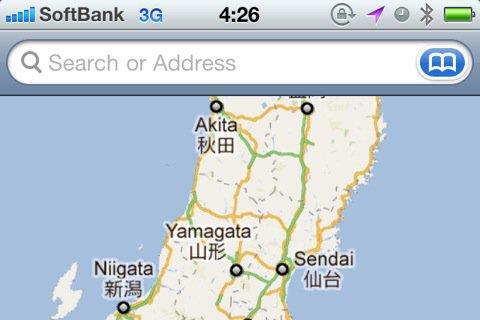 SoftBank 3G 4:26
Search or Address
Akita
秋田
Yamagata
山形
Sendai
仙台
Niigata
新潟